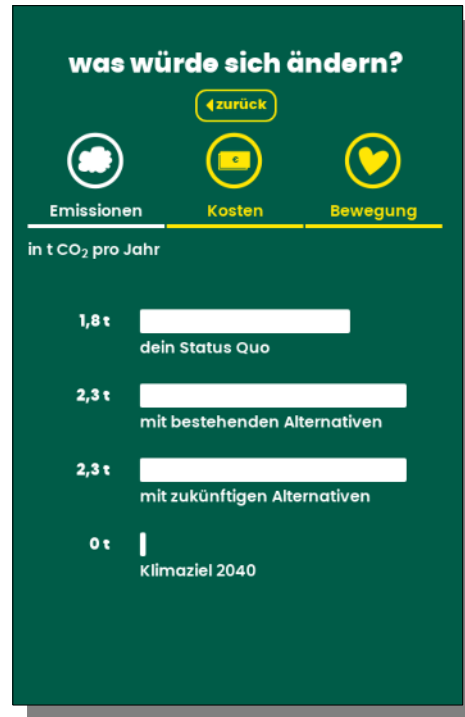 was würde sich ändern?
zurück
€
Emissionen Kosten Bewegung
in t CO₂ pro Jahr
1,8 t
dein Status Quo
2,3 t
mit bestehenden Alternativen
2,3 t
mit zukünftigen Alternativen
0 t
Klimaziel 2040